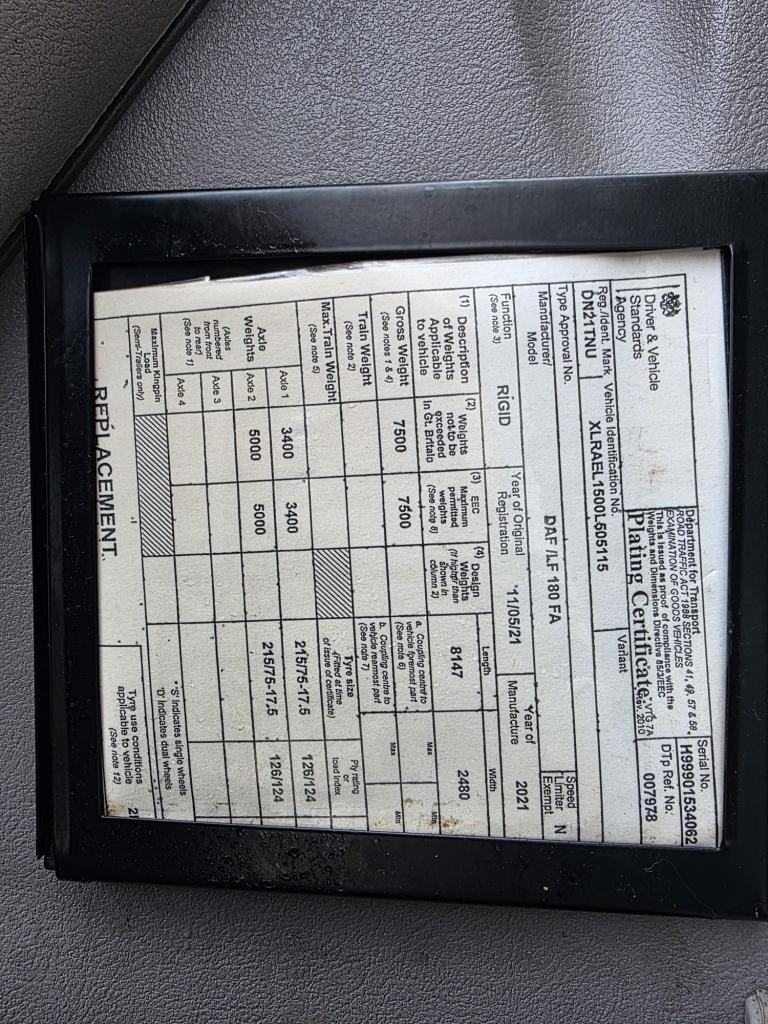 Driver & Vehicle
Standards
Agency
Department for Transport
ROAD TRAFFIC ACT 1988 SECTIONS 41, 49, 57 & 58
EXAMINATION OF GOODS VEHICLES
This is issued as proof of compliance with the
Weights and Dimensions Directive 85/3/EEC
Plating Certificate VTG 7A
Rev. 2010
Serial No.
H99901534062
DTp Ref. No.
007978
Reg./Ident. Mark
DN21TNU
Vehicle Identification No.
XLRAEL1500L505115
Variant
Type Approval No.
Manufacturer/
Model
DAF /LF 180 FA
Speed
Limiter
Exempt
N
Function
(See note 3)
RIGID
Year of Original
Registration
*11/05/21
Year of
Manufacture
2021
(1) Description
of Weights
Applicable
to vehicle
(2) Weights
not to be
exceeded
in Gt. Britain
(3) EEC
Maximum
permitted
weights
(See note 8)
(4) Design
Weights
(if higher than
shown in
column 2)
Length
8147
Width
2480
Gross Weight
(See notes 1 & 4)
7500
7500
a. Coupling centre to
vehicle foremost part
(See note 6)
Max
Min
Train Weight
(See note 2)
b. Coupling centre to
vehicle rearmost part
(See note 7)
Max
Min
Max.Train Weight
(See note 5)
Tyre size
(Fitted at time
of issue of certificate)
Ply rating
or
load index
Axle
Weights
(Axles
numbered
from front
to rear)
(See note 1)
Axle 1
3400
3400
215/75-17.5
126/124
Axle 2
5000
5000
215/75-17.5
126/124
Axle 3
Axle 4
Maximum Kingpin
Load
(Semi-Trailers only)
*'S' indicates single wheels
'D' indicates dual wheels
REPLACEMENT.
Tyre use conditions
applicable to vehicle
(See note 12)